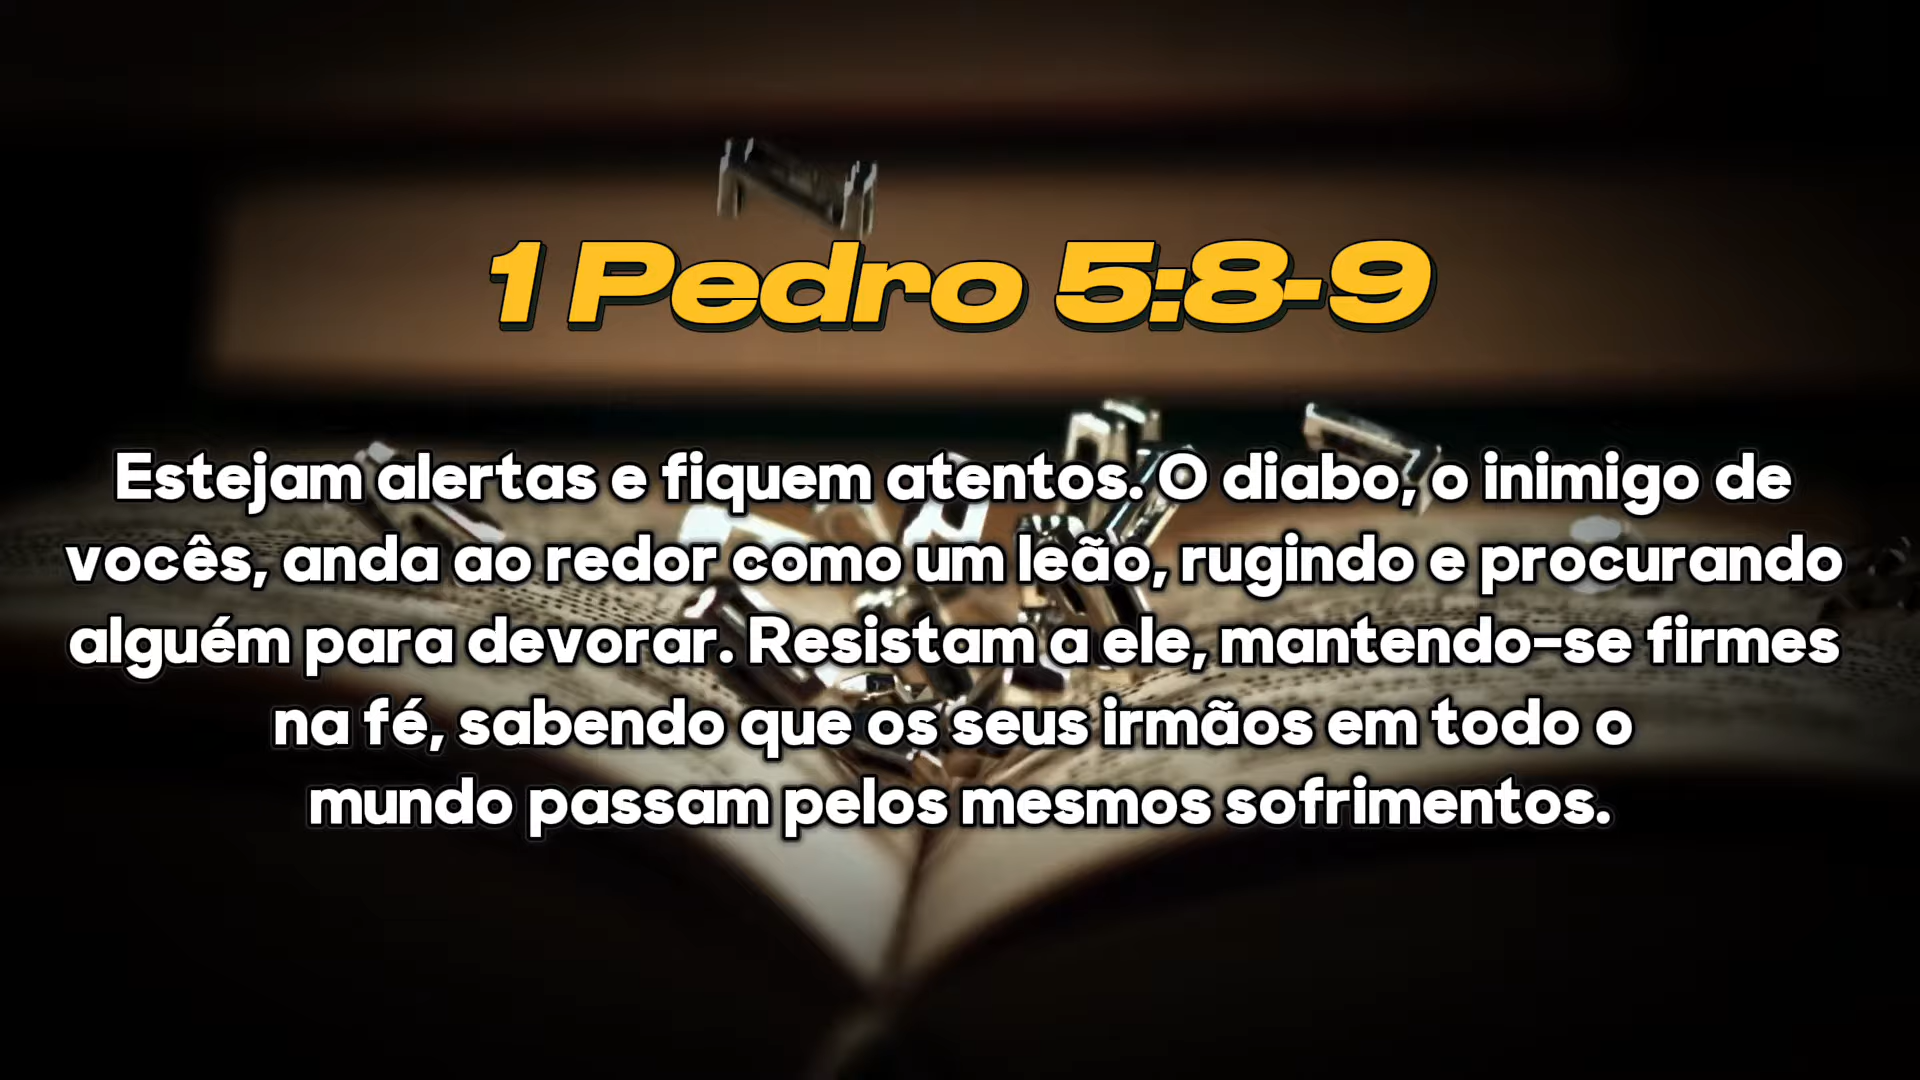 1 Pedro 5:8-9
Estejam alertas e fiquem atentos. O diabo, o inimigo de
vocês, anda ao redor como um leão, rugindo e procurando
alguém para devorar. Resistam a ele, mantendo-se firmes
na fé, sabendo que os seus irmãos em todo o
mundo passam pelos mesmos sofrimentos.